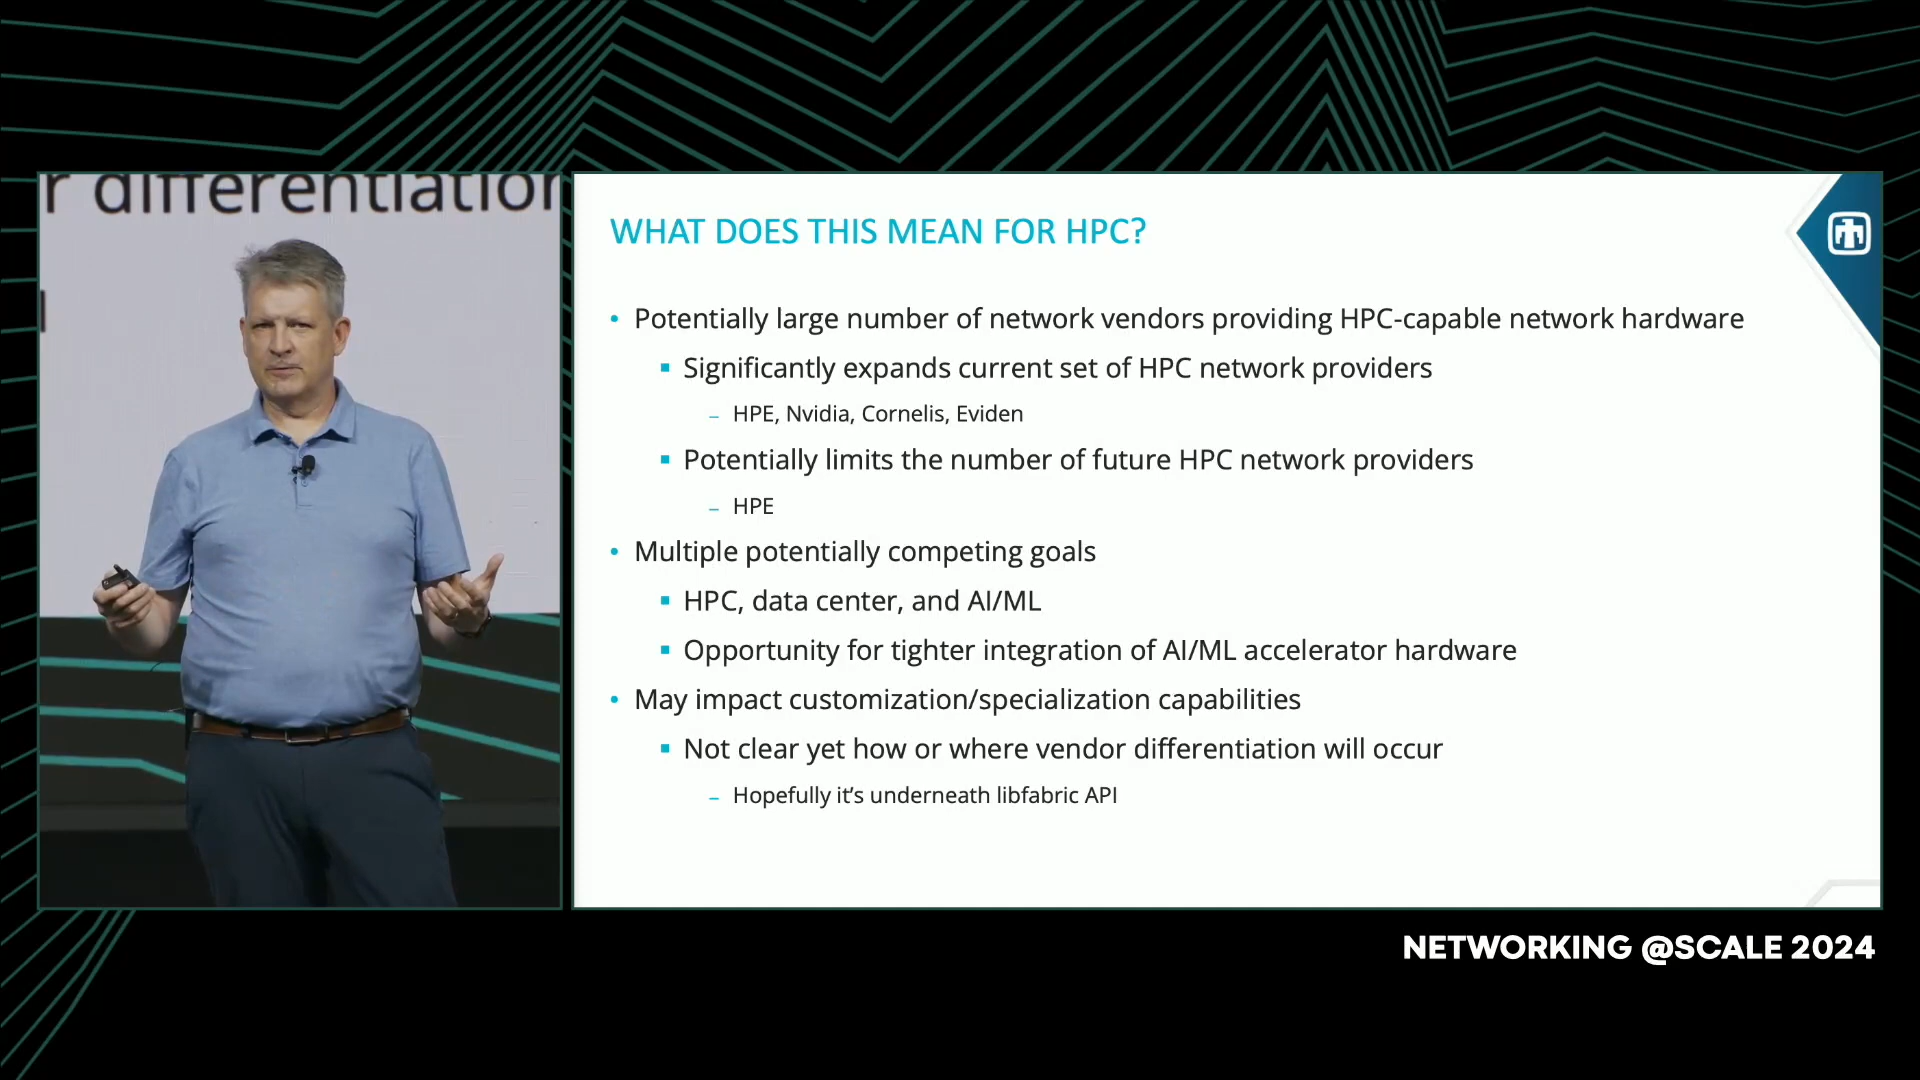 r differentiation
WHAT DOES THIS MEAN FOR HPC?
• Potentially large number of network vendors providing HPC-capable network hardware
▪ Significantly expands current set of HPC network providers
– HPE, Nvidia, Cornelis, Eviden
▪ Potentially limits the number of future HPC network providers
– HPE
• Multiple potentially competing goals
▪ HPC, data center, and AI/ML
▪ Opportunity for tighter integration of AI/ML accelerator hardware
• May impact customization/specialization capabilities
▪ Not clear yet how or where vendor differentiation will occur
– Hopefully it's underneath libfabric API
NETWORKING @SCALE 2024